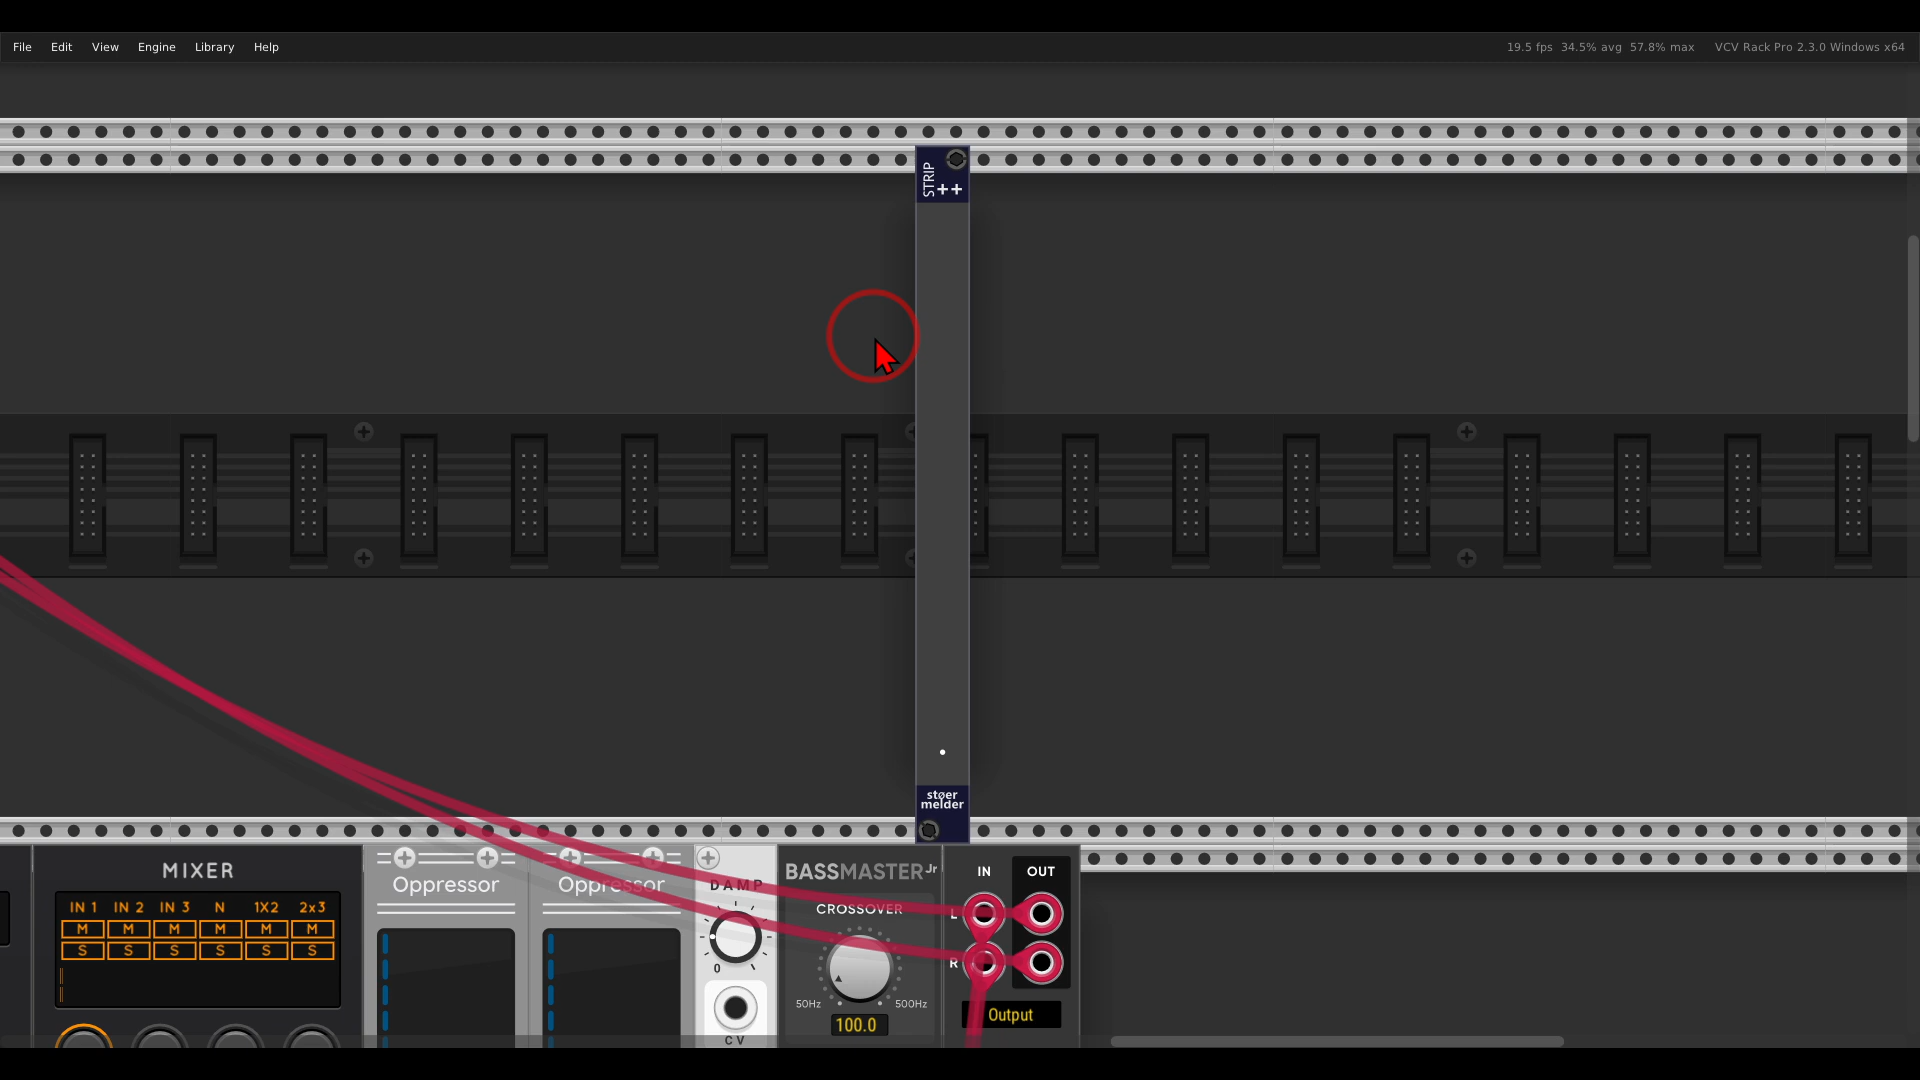 File Edit View Engine Library Help
19.5 fps 34.5% avg 57.8% max VCV Rack Pro 2.3.0 Windows x64
STRIP
++
støer
melder
MIXER
IN 1 IN 2 IN 3 N 1X2 2x3
M M M M M M
S S S S S S
Oppressor
Oppressor
DAMP
0
CV
BASSMASTER Jr
CROSSOVER
50Hz 500Hz
100.0
IN OUT
L
R
Output